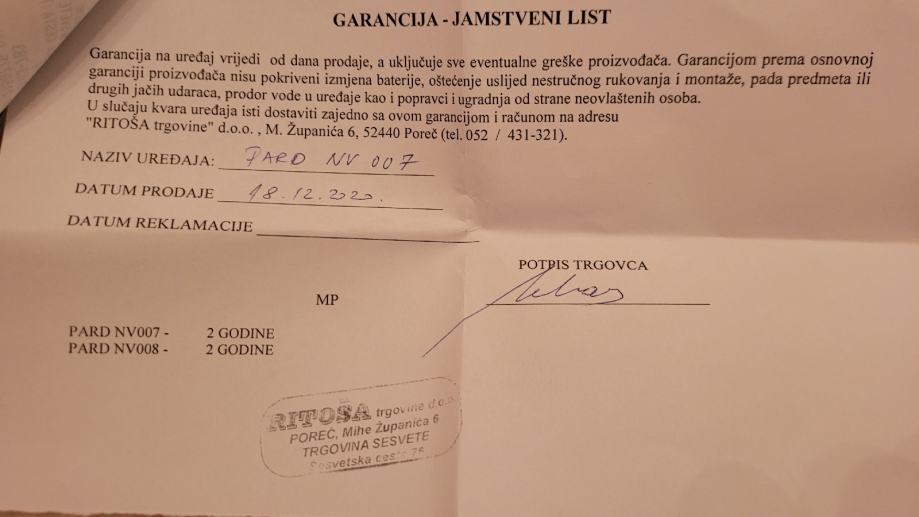 GARANCIJA - JAMSTVENI LIST
Garancija na uređaj vrijedi od dana prodaje, a uključuje sve eventualne greške proizvođača. Garancijom prema osnovnoj
garanciji proizvođača nisu pokriveni izmjena baterije, oštećenje uslijed nestručnog rukovanja i montaže, pada predmeta ili
drugih jačih udaraca, prodor vode u uređaje kao i popravci i ugradnja od strane neovlaštenih osoba.
U slučaju kvara uređaja isti dostaviti zajedno sa ovom garancijom i računom na adresu
"RITOŠA trgovine" d.o.o. , M. Županića 6, 52440 Poreč (tel. 052 / 431-321).
NAZIV UREĐAJA: PARD NV 007
DATUM PRODAJE 18.12.2020.
DATUM REKLAMACIJE
POTPIS TRGOVCA
MP
PARD NV007 - 2 GODINE
PARD NV008 - 2 GODINE
RITOŠA trgovine d.o.o.
POREČ, Mihe Županića 6
TRGOVINA SESVETE
Sesvetska cesta 75